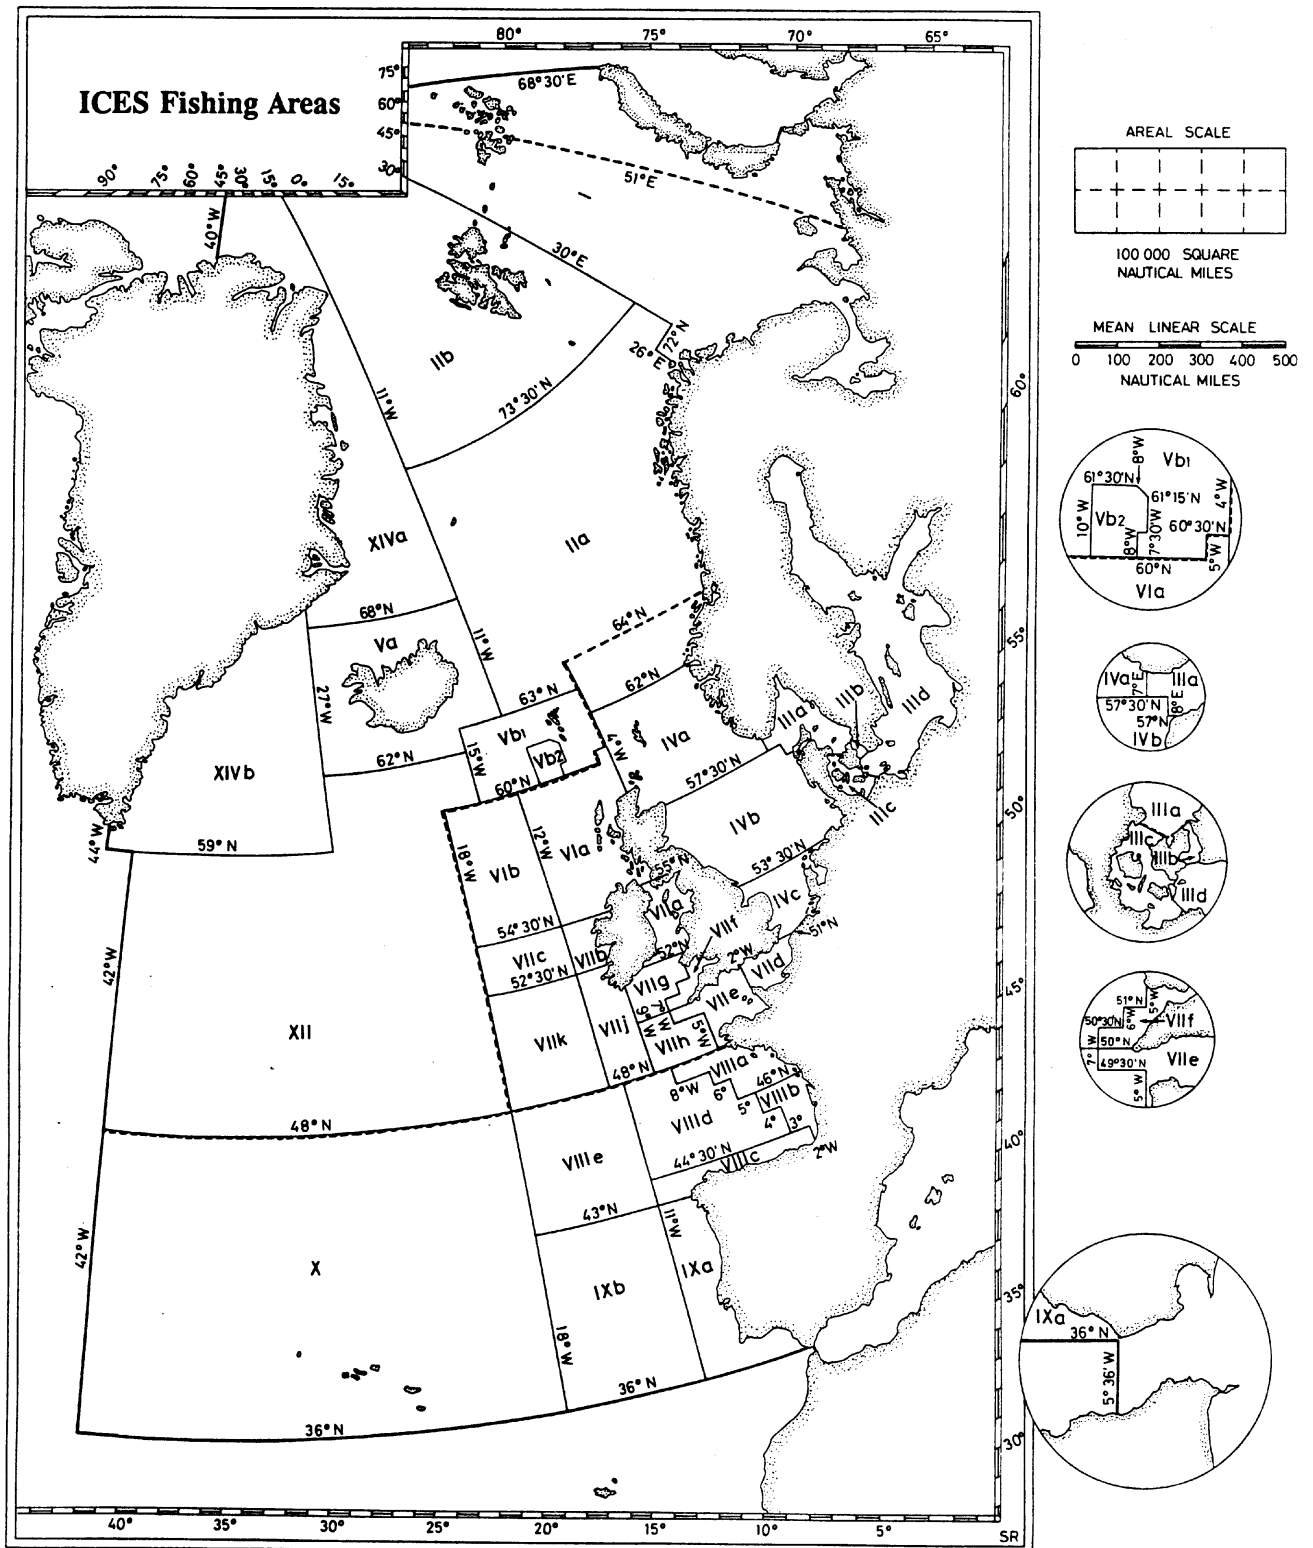 80°
75°
70°
65°
ICES Fishing Areas
75°
60°
45°
30°
90°
75°
60°
45°
30°
15°
0°
15°
68°30'E
51°E
30°E
40°W
IIb
11°W
73°30'N
26°E
72°N
XIVa
IIa
68°N
64°N
Va
11°W
27°W
63°N
62°N
62°N
15°W
Vb1
Vb2
4°W
60°N
IVa
IIIa
IIIb
IIId
57°30'N
IIIc
XIVb
59°N
44°W
18°W
12°W
VIb
VIa
IVb
55°N
53°30'N
54°30'N
VIIa
IVc
VIIc
VIIb
52°N
VIIf
51°N
52°30'N
2°W
VIId
VIIg
VIIe
42°W
XII
VIIk
VIIj
9°W
7°W
5°W
VIIh
48°N
48°N
VIIIa
8°W
6°
5°
46°N
VIIIb
4°
3°
VIIId
VIIIe
44°30'N
VIIIc
2°W
43°N
11°W
42°W
X
IXb
IXa
18°W
36°N
36°N
60°
55°
50°
45°
40°
35°
30°
40°
35°
30°
25°
20°
15°
10°
5°
SR
AREAL SCALE
100 000 SQUARE
NAUTICAL MILES
MEAN LINEAR SCALE
0 100 200 300 400 500
NAUTICAL MILES
8°W
Vb1
61°30'N
61°15'N
4°W
10°W
Vb2
60°30'N
8°W
7°30'W
5°W
60°N
VIa
IVa
7°E
IIIa
57°30'N
8°E
57°N
IVb
IIIa
IIIc
IIIb
IIId
51°N
5°W
50°30'N
6°W
VIIf
50°N
7°W
49°30'N
VIIe
5°W
IXa
36°N
5°36'W